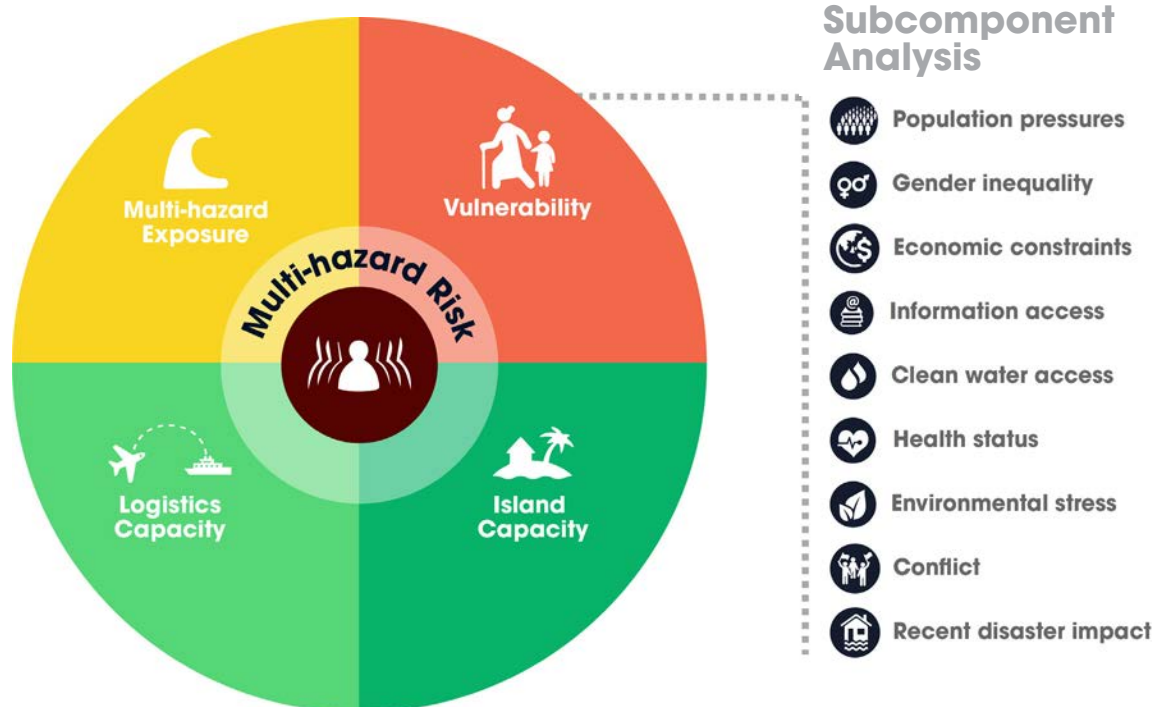 Subcomponent
Analysis
Multi-hazard
Exposure
Vulnerability
Multi-hazard Risk
Logistics
Capacity
Island
Capacity
Population pressures
Gender inequality
Economic constraints
@
$
Information access
Clean water access
Health status
Environmental stress
Conflict
Recent disaster impact